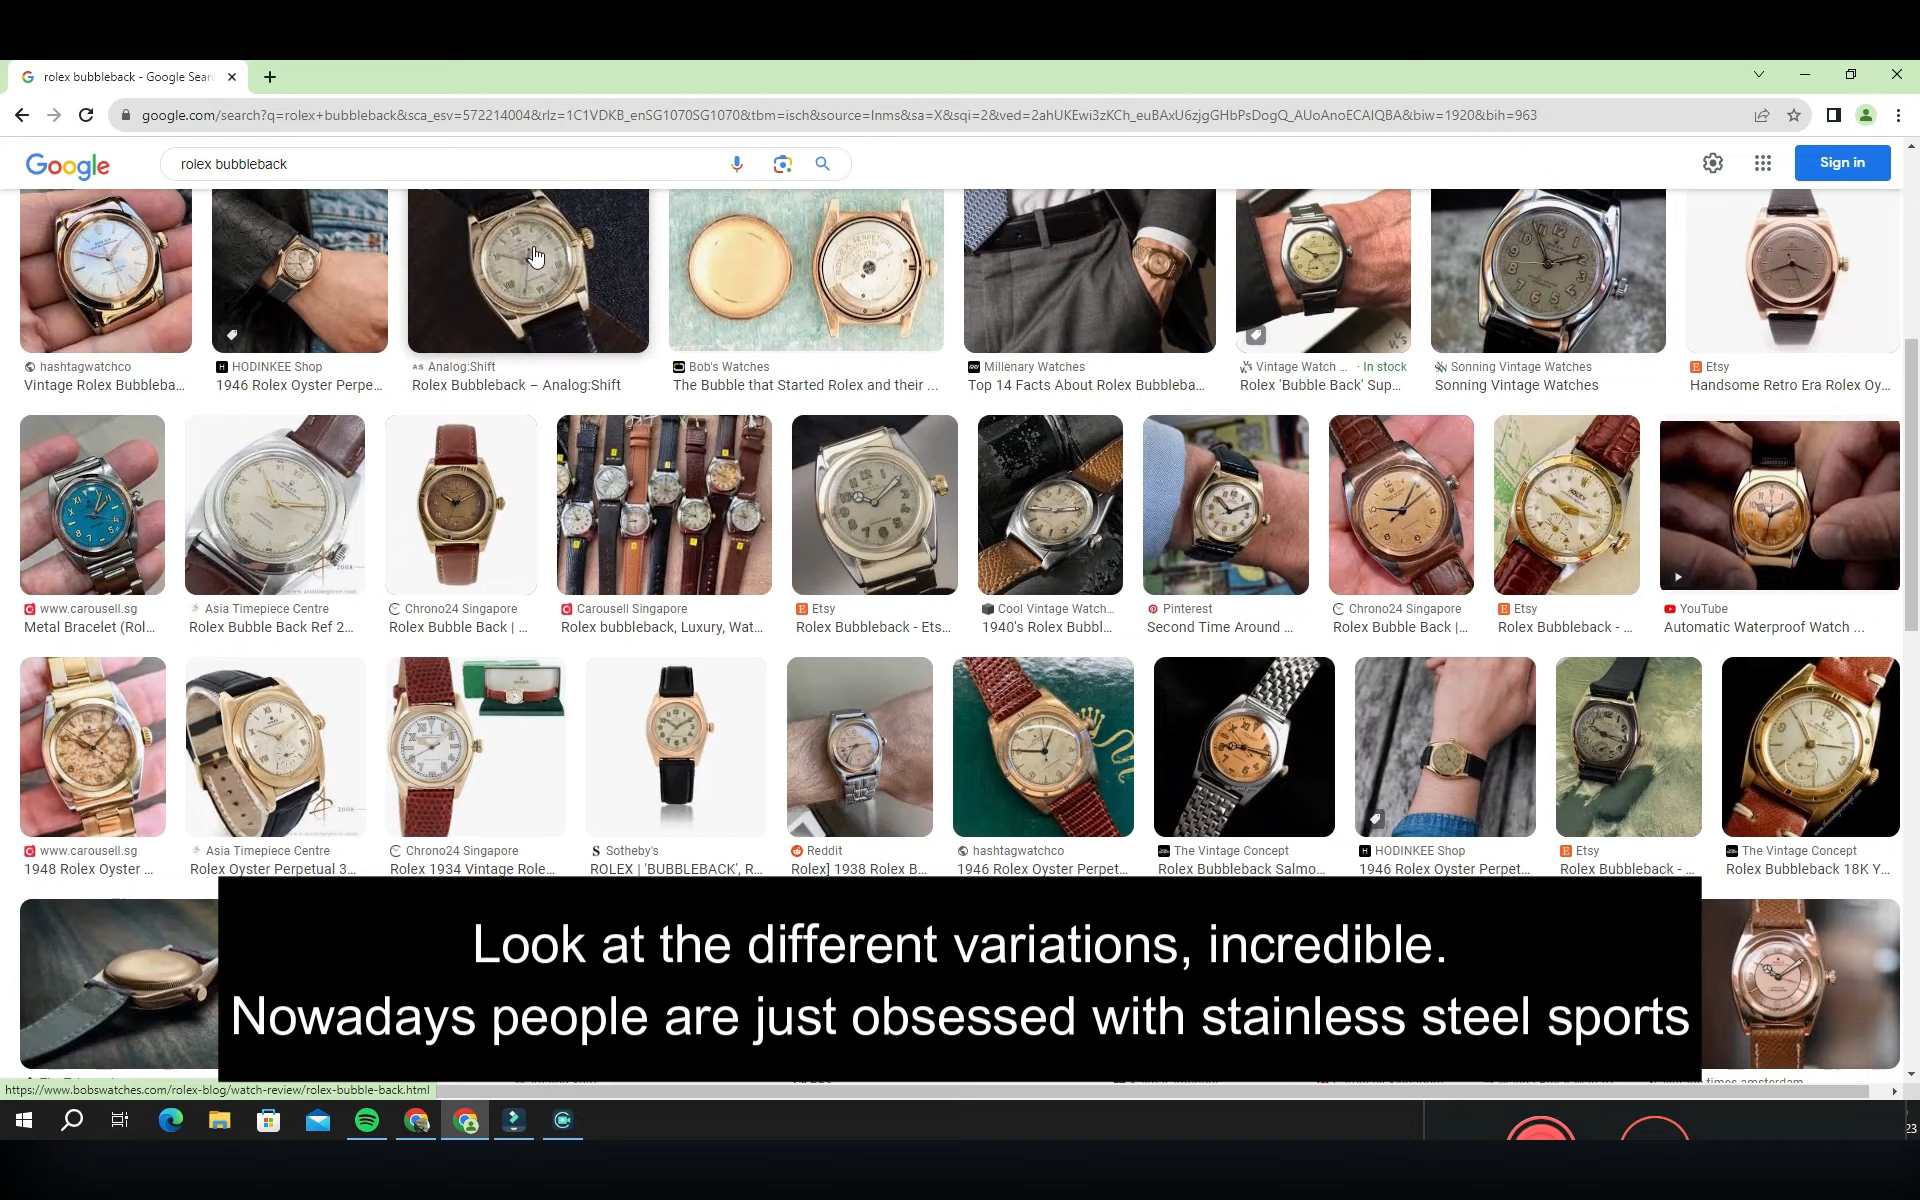 rolex bubbleback - Google Sear
google.com/search?q=rolex+bubbleback&sca_esv=572214004&rlz=1C1VDKB_enSG1070SG1070&tbm=isch&source=lnms&sa=X&sqi=2&ved=2ahUKEwi3zKCh_euBAxU6zjgGHbPsDogQ_AUoAnoECAIQBA&biw=1920&bih=963
Google
rolex bubbleback
Sign in
hashtagwatchco
Vintage Rolex Bubbleba...
HODINKEE Shop
1946 Rolex Oyster Perpe...
Analog:Shift
Rolex Bubbleback – Analog:Shift
Bob's Watches
The Bubble that Started Rolex and their ...
Millenary Watches
Top 14 Facts About Rolex Bubbleba...
Vintage Watch ... · In stock
Rolex 'Bubble Back' Sup...
Sonning Vintage Watches
Sonning Vintage Watches
Etsy
Handsome Retro Era Rolex Oy...
www.carousell.sg
Metal Bracelet (Rol...
Asia Timepiece Centre
Rolex Bubble Back Ref 2...
Chrono24 Singapore
Rolex Bubble Back | ...
Carousell Singapore
Rolex bubbleback, Luxury, Wat...
Etsy
Rolex Bubbleback - Ets...
Cool Vintage Watch...
1940's Rolex Bubbl...
Pinterest
Second Time Around ...
Chrono24 Singapore
Rolex Bubble Back |...
Etsy
Rolex Bubbleback - ...
YouTube
Automatic Waterproof Watch ...
www.carousell.sg
1948 Rolex Oyster ...
Asia Timepiece Centre
Rolex Oyster Perpetual 3...
Chrono24 Singapore
Rolex 1934 Vintage Role...
Sotheby's
ROLEX | 'BUBBLEBACK', R...
Reddit
Rolex] 1938 Rolex B...
hashtagwatchco
1946 Rolex Oyster Perpet...
The Vintage Concept
Rolex Bubbleback Salmo...
HODINKEE Shop
1946 Rolex Oyster Perpet...
Etsy
Rolex Bubbleback - ...
The Vintage Concept
Rolex Bubbleback 18K Y...
Look at the different variations, incredible.
Nowadays people are just obsessed with stainless steel sports
https://www.bobswatches.com/rolex-blog/watch-review/rolex-bubble-back.html
23